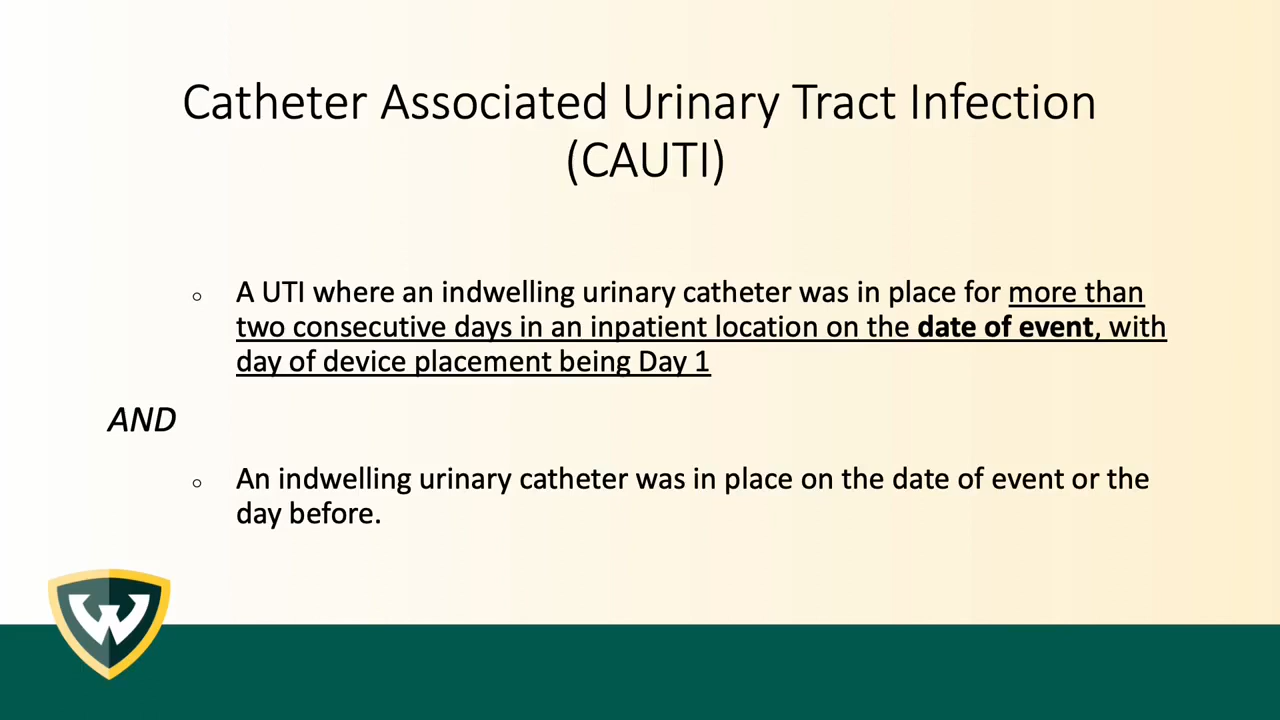 Catheter Associated Urinary Tract Infection
(CAUTI)
○ A UTI where an indwelling urinary catheter was in place for more than
two consecutive days in an inpatient location on the date of event, with
day of device placement being Day 1
AND
○ An indwelling urinary catheter was in place on the date of event or the
day before.
W